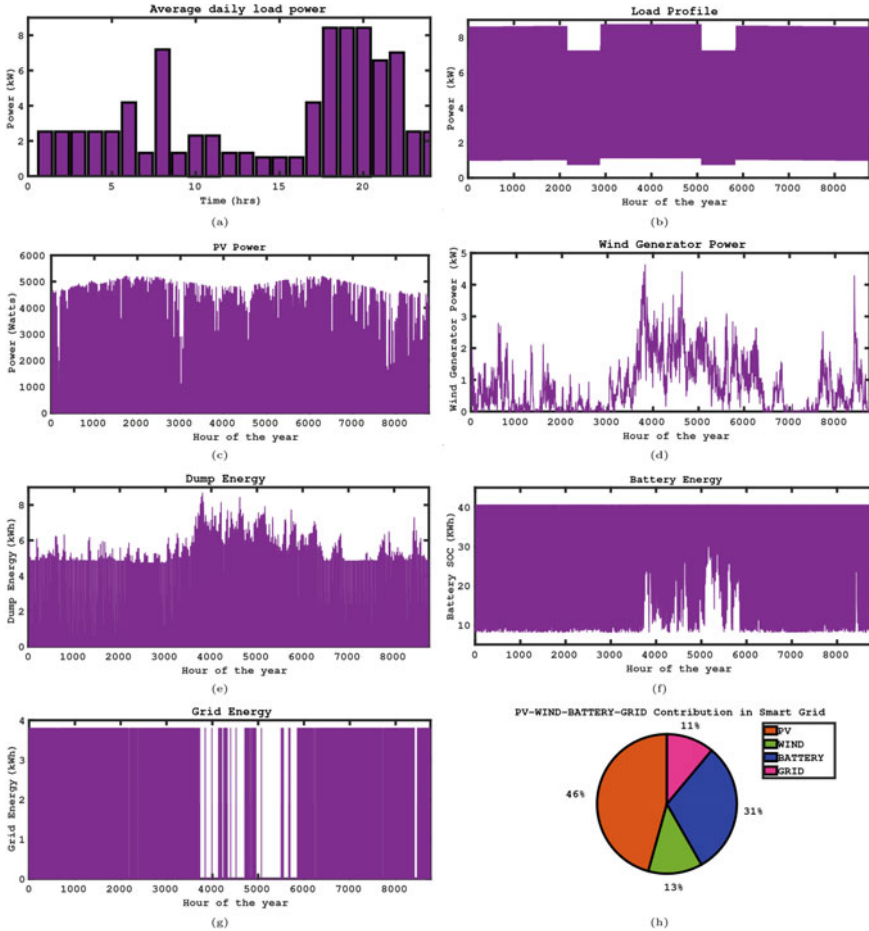 Average daily load power
Power (kW)
8
6
4
2
0
0
5
10
15
20
Time (hrs)
(a)
Load Profile
Power (kW)
8
6
4
2
0
0
1000
2000
3000
4000
5000
6000
7000
8000
Hour of the year
(b)
PV Power
Power (Watts)
6000
5000
4000
3000
2000
1000
0
0
1000
2000
3000
4000
5000
6000
7000
8000
Hour of the year
(c)
Wind Generator Power
Wind Generator Power (kW)
5
4
3
2
1
0
0
1000
2000
3000
4000
5000
6000
7000
8000
Hour of the year
(d)
Dump Energy
Dump Energy (kWh)
8
6
4
2
0
0
1000
2000
3000
4000
5000
6000
7000
8000
Hour of the year
(e)
Battery Energy
Battery SOC (KWh)
40
30
20
10
0
1000
2000
3000
4000
5000
6000
7000
8000
Hour of the year
(f)
Grid Energy
Grid Energy (kWh)
4
3
2
1
0
0
1000
2000
3000
4000
5000
6000
7000
8000
Hour of the year
(g)
PV-WIND-BATTERY-GRID Contribution in Smart Grid
11%
PV
WIND
BATTERY
GRID
46%
31%
13%
(h)